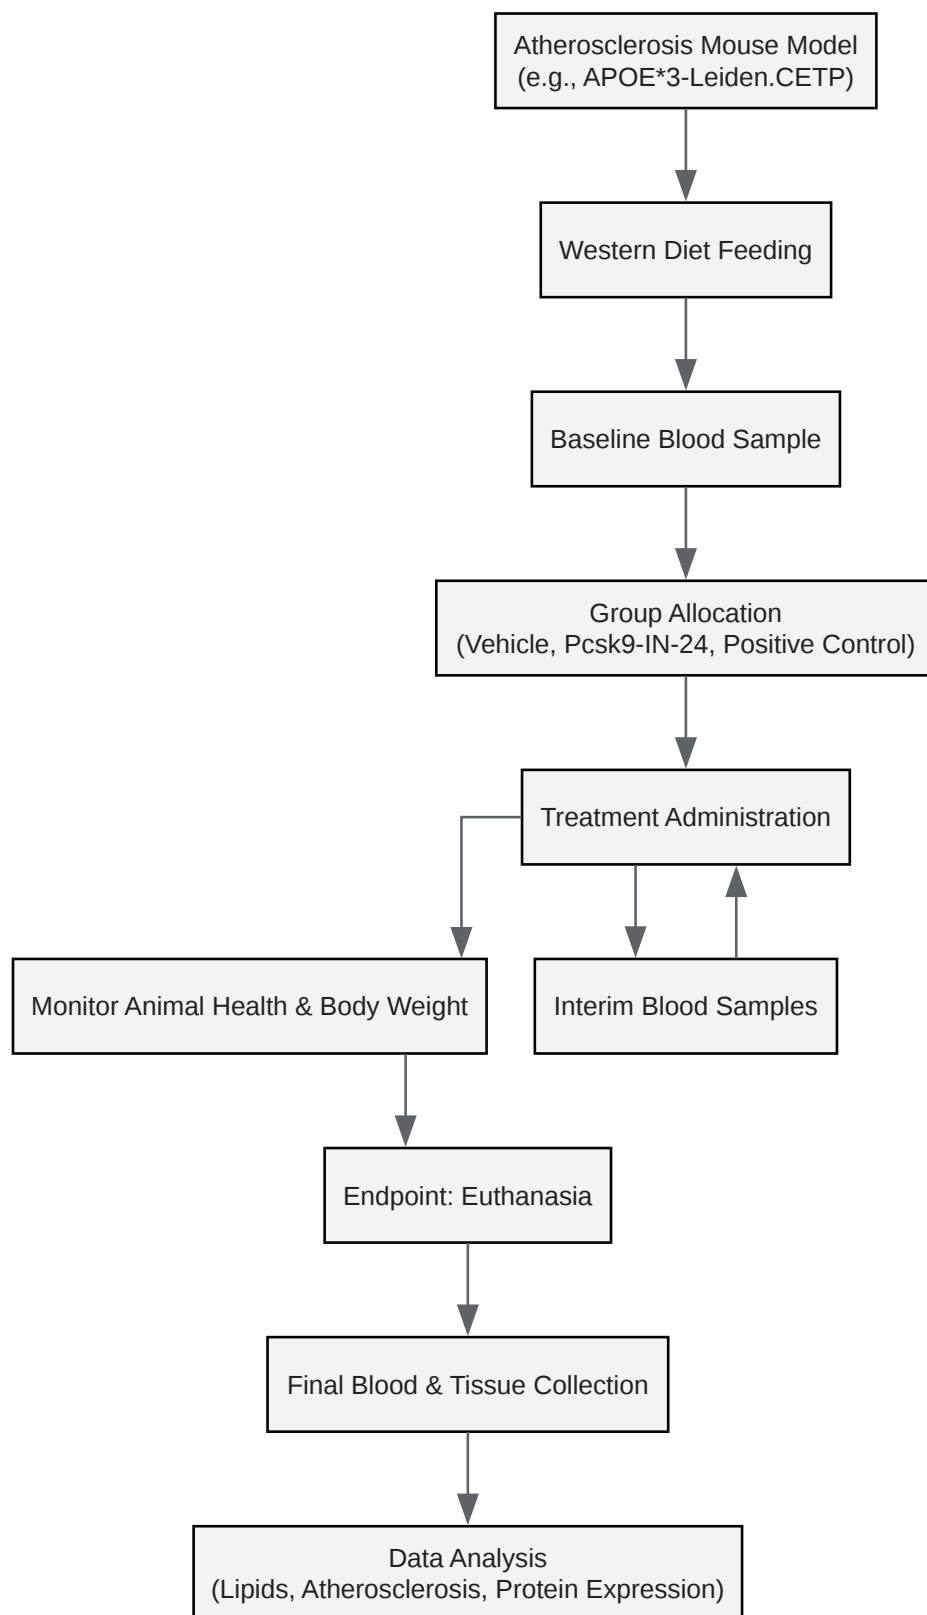 Atherosclerosis Mouse Model
(e.g., APOE*3-Leiden.CETP)
Western Diet Feeding
Baseline Blood Sample
Group Allocation
(Vehicle, Pcsk9-IN-24, Positive Control)
Treatment Administration
Monitor Animal Health & Body Weight
Interim Blood Samples
Endpoint: Euthanasia
Final Blood & Tissue Collection
Data Analysis
(Lipids, Atherosclerosis, Protein Expression)